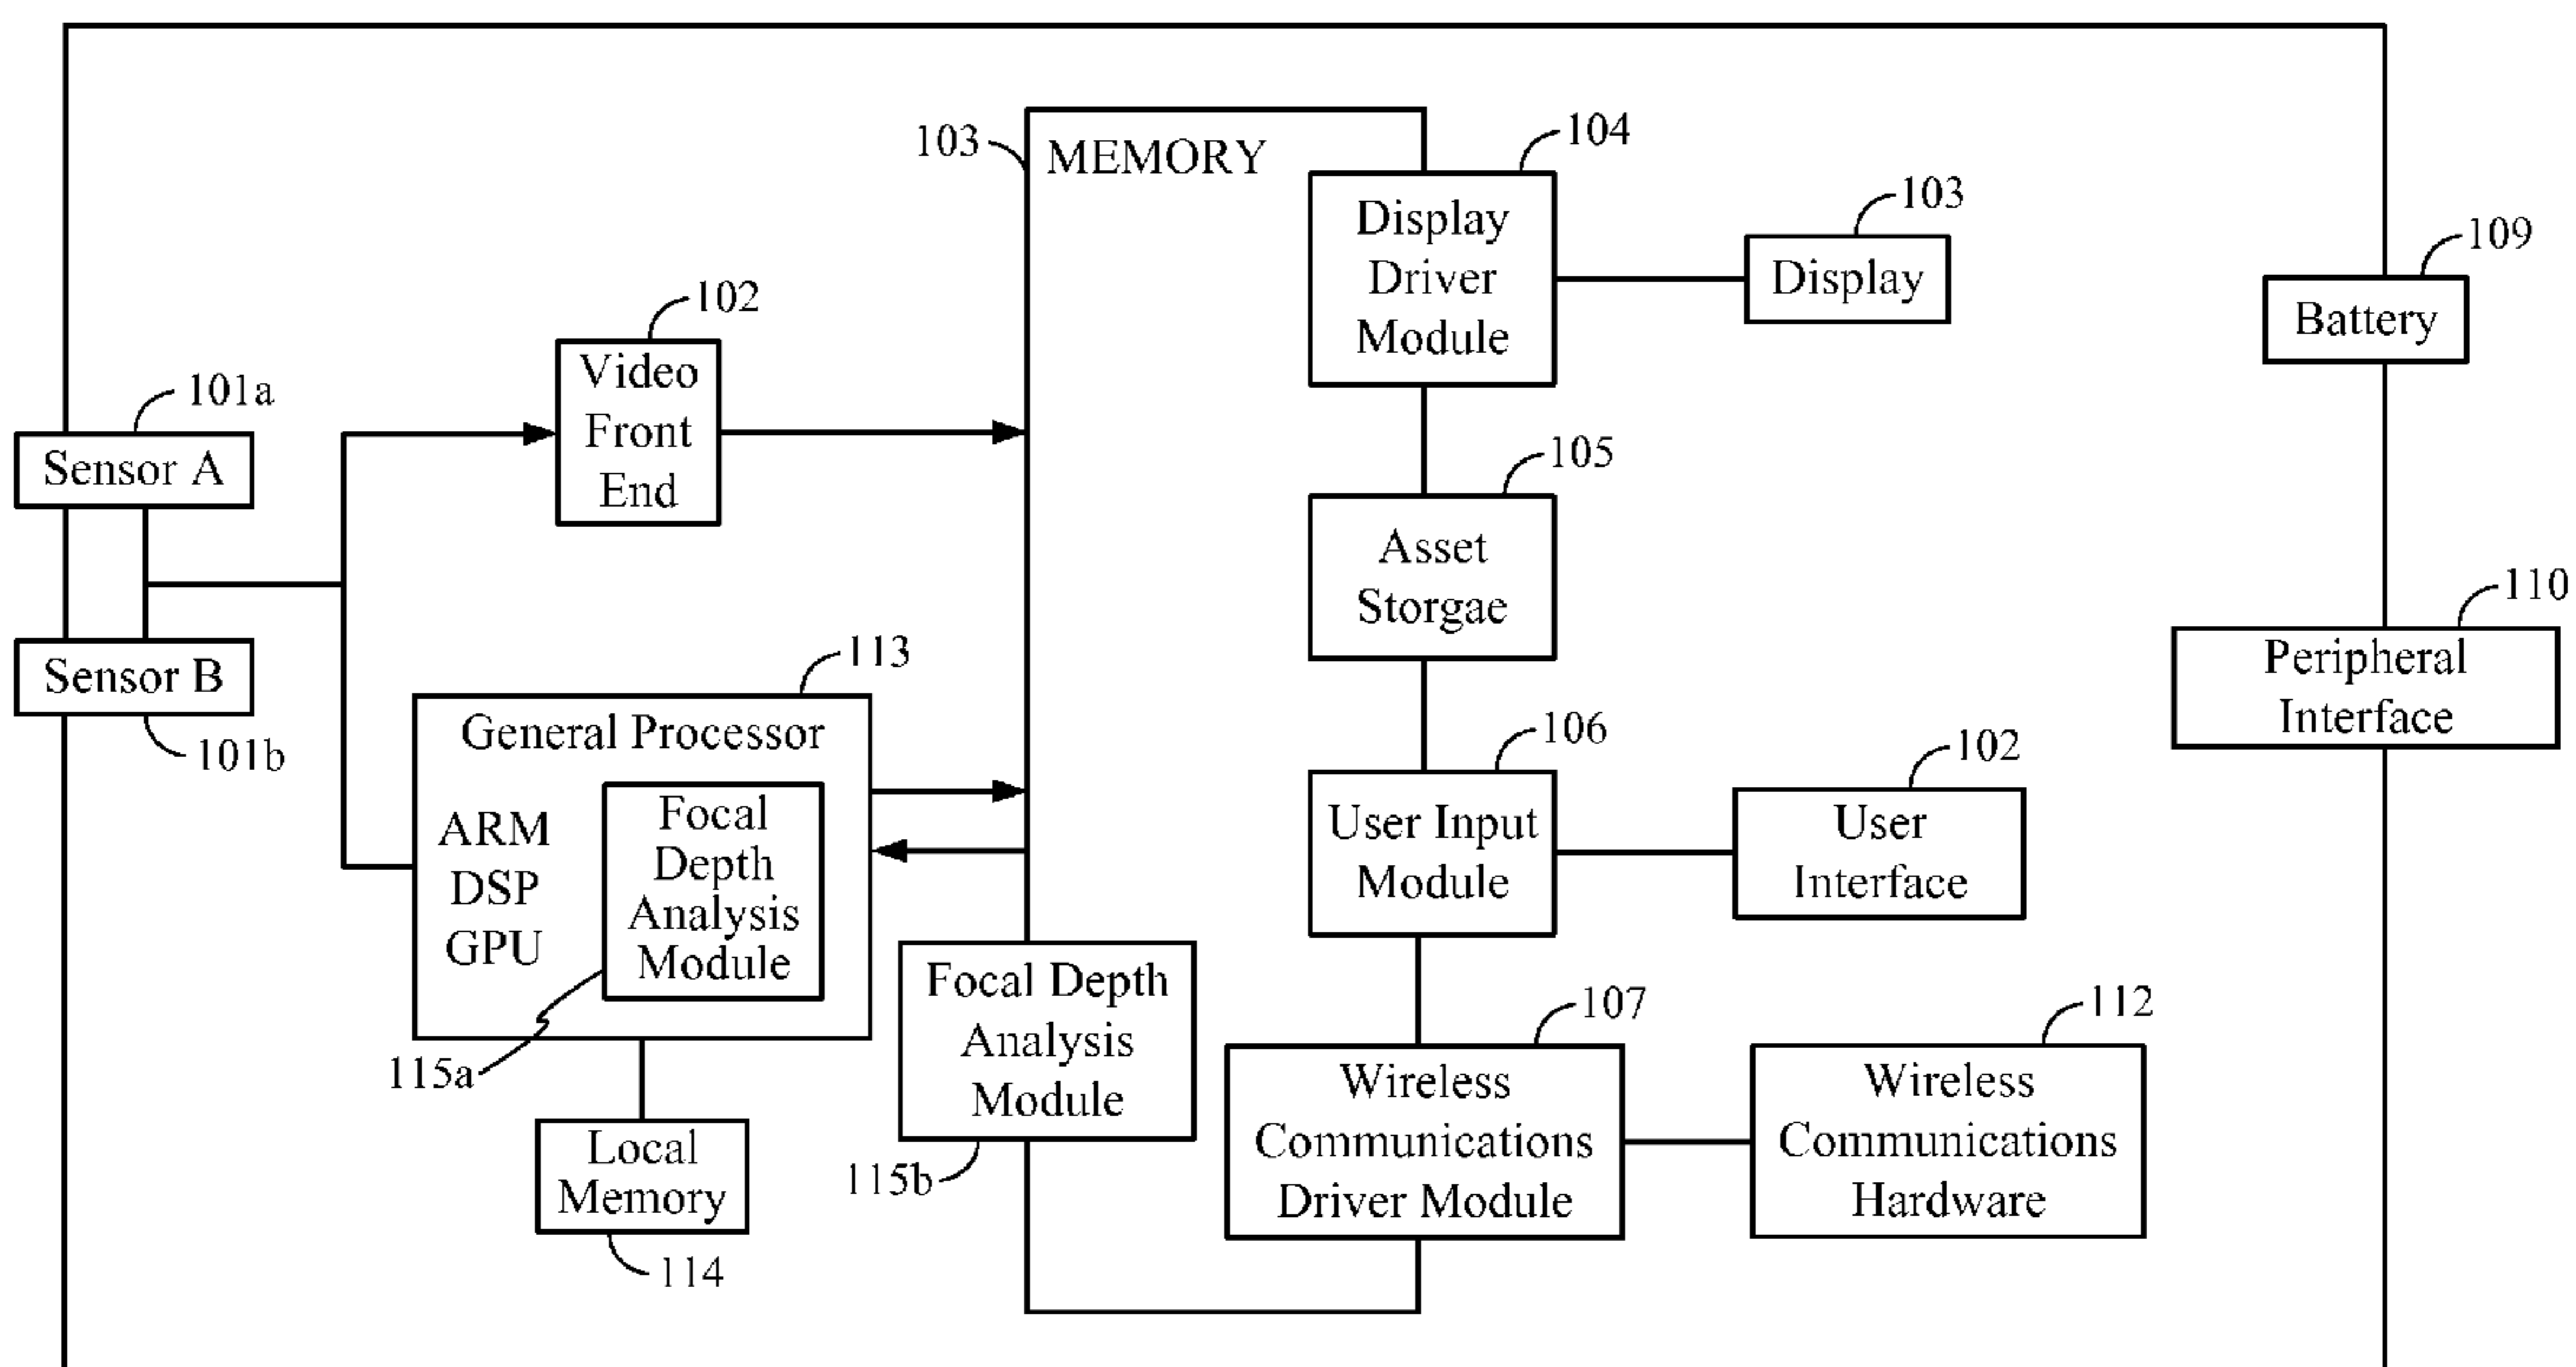 103
MEMORY
104
Display
Driver
Module
103
Display
109
Battery
102
Video
Front
End
101a
Sensor A
105
Asset
Storgae
110
Peripheral
Interface
Sensor B
101b
113
General Processor
ARM
DSP
GPU
Focal
Depth
Analysis
Module
115a
106
User Input
Module
102
User
Interface
Focal Depth
Analysis
Module
115b
107
Wireless
Communications
Driver Module
112
Wireless
Communications
Hardware
Local
Memory
114